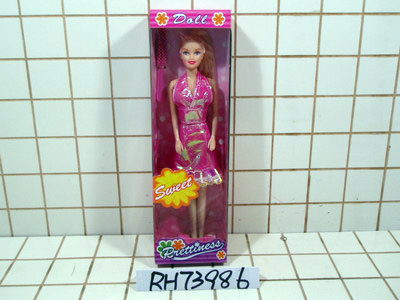 Doll
Sweet
Prettiness
RH73986